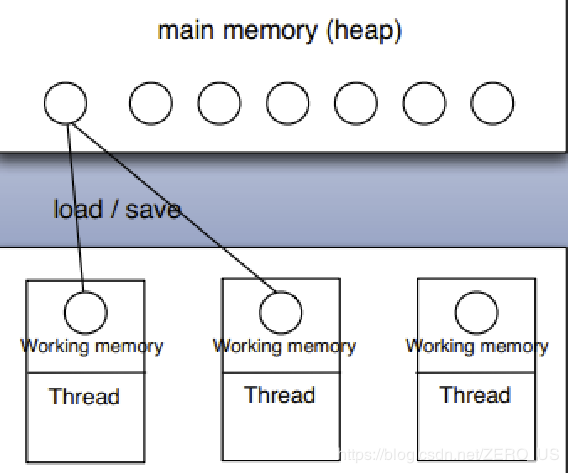 main memory (heap)
load / save
Working memory
Working memory
Working memory
Thread
Thread
Thread
https://blog.csdn.net/ZERO_US